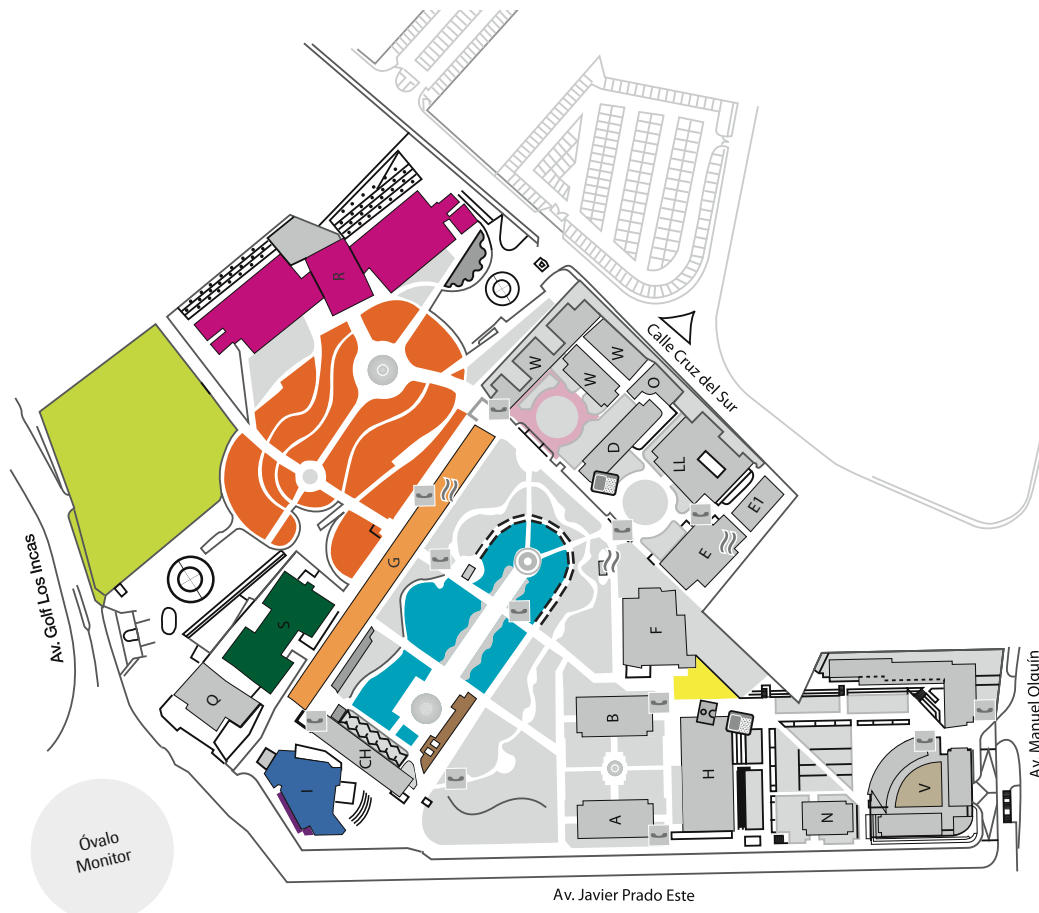 R
W
W
W
O
Calle Cruz del Sur
D
LL
E1
E
G
Av. Golf Los Incas
S
F
Q
B
CH
H
I
A
N
V
Av. Manuel Olguín
Óvalo
Monitor
Av. Javier Prado Este